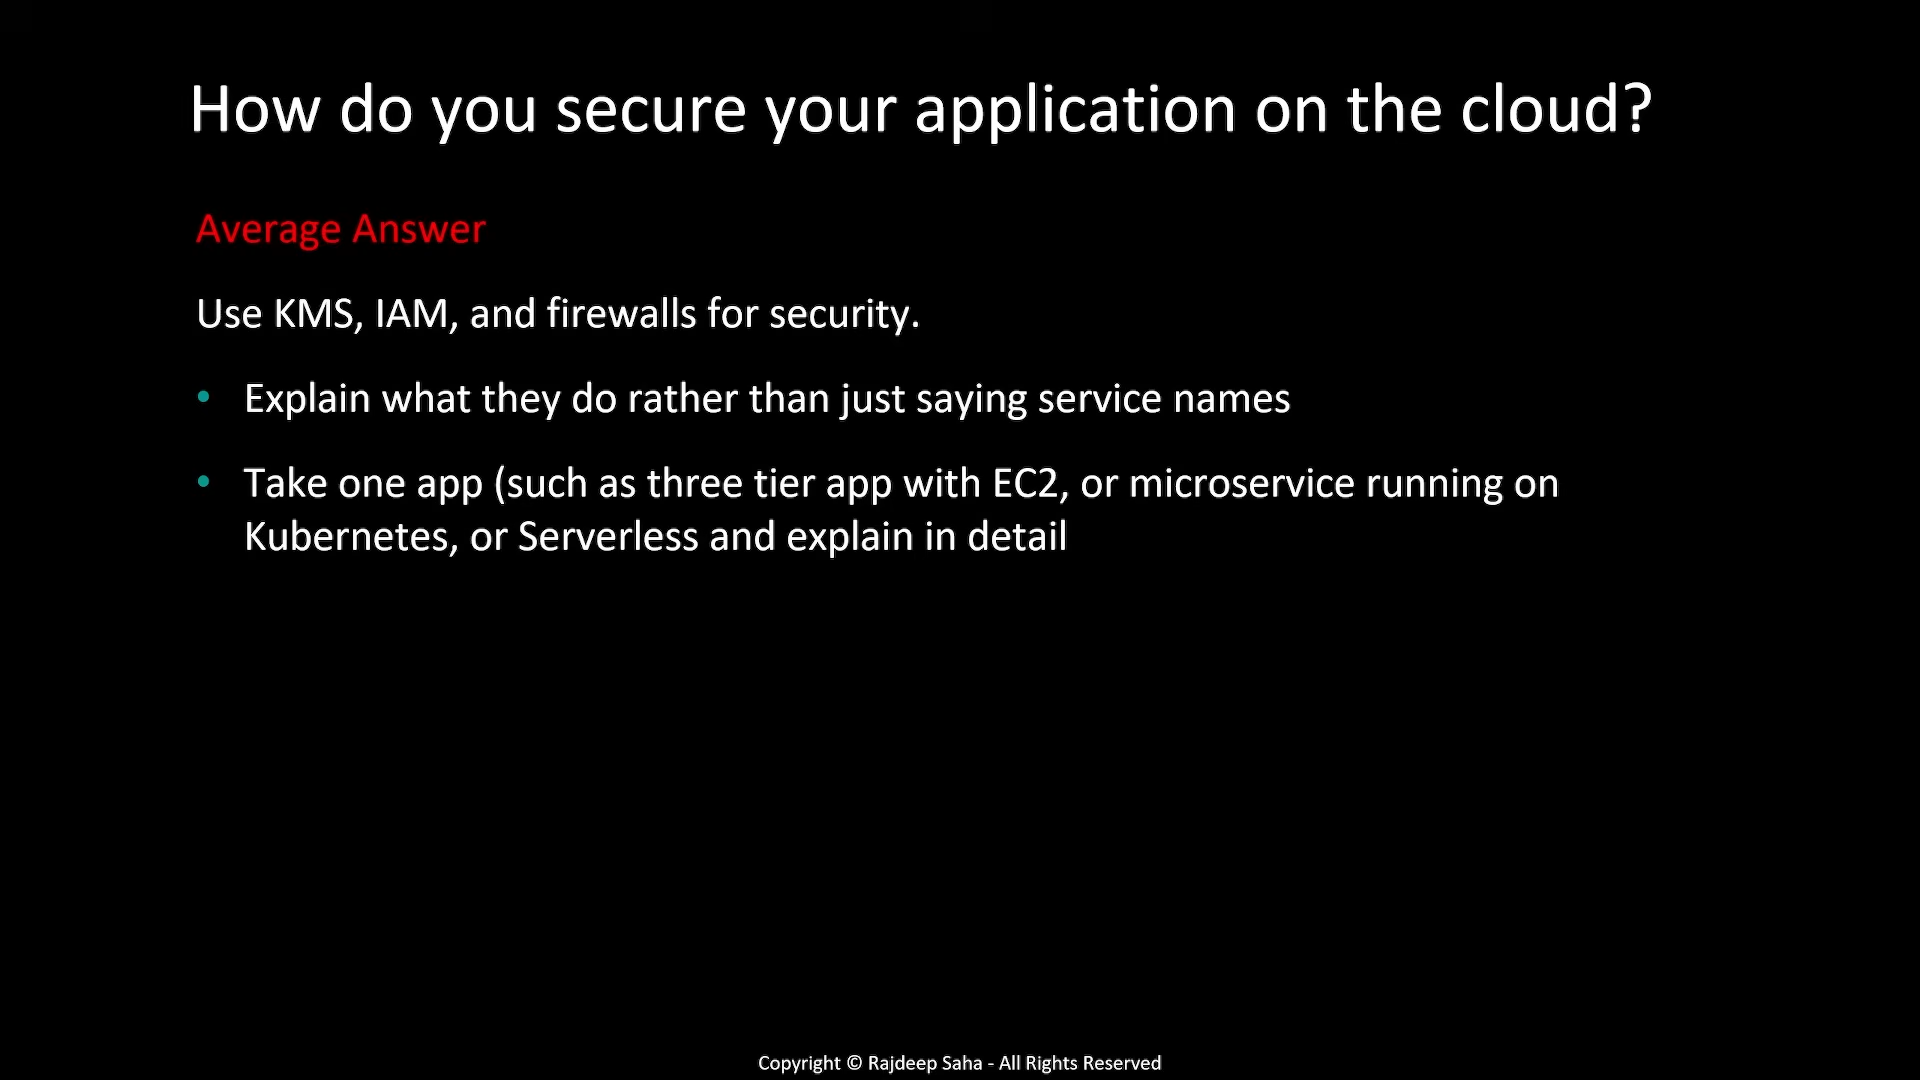 How do you secure your application on the cloud?
Average Answer
Use KMS, IAM, and firewalls for security.
• Explain what they do rather than just saying service names
• Take one app (such as three tier app with EC2, or microservice running on
Kubernetes, or Serverless and explain in detail
Copyright © Rajdeep Saha - All Rights Reserved